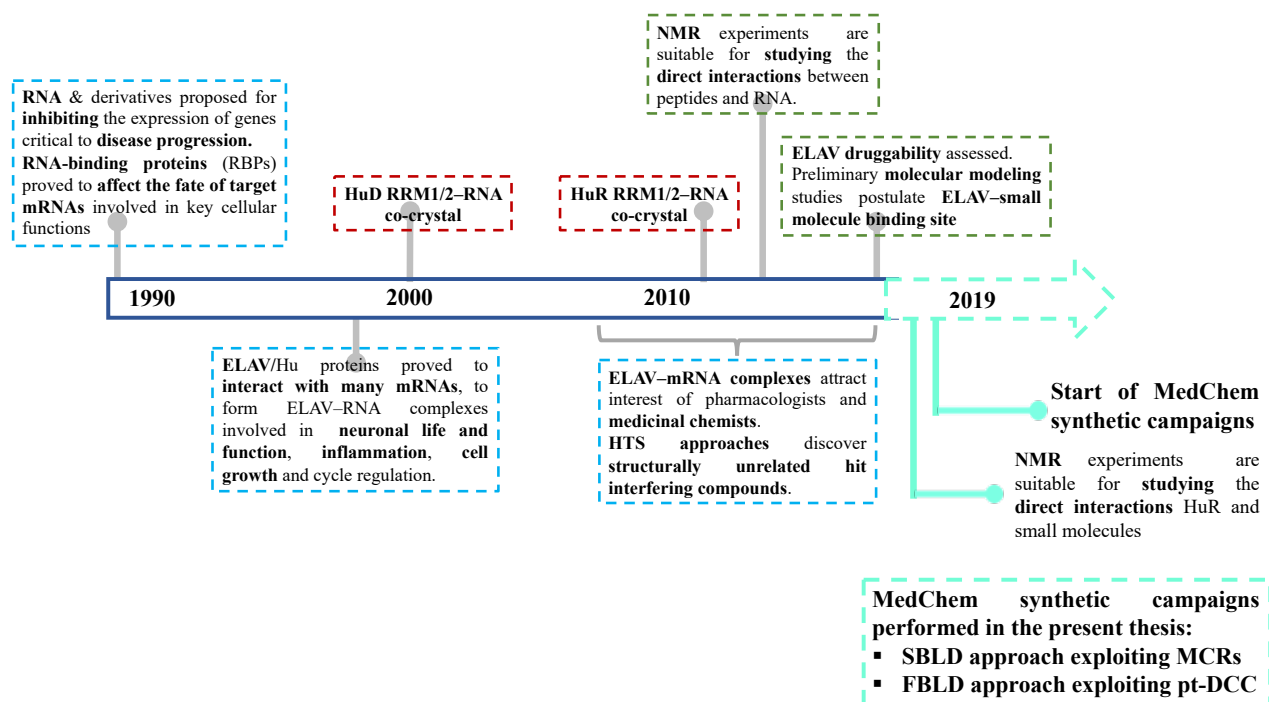 NMR experiments are
suitable for studying the
direct interactions between
peptides and RNA.
RNA & derivatives proposed for
inhibiting the expression of genes
critical to disease progression.
RNA-binding proteins (RBPs)
proved to affect the fate of target
mRNAs involved in key cellular
functions
HuD RRM1/2–RNA
co-crystal
HuR RRM1/2–RNA
co-crystal
ELAV druggability assessed.
Preliminary molecular modeling
studies postulate ELAV–small
molecule binding site
1990
2000
2010
2019
ELAV/Hu proteins proved to
interact with many mRNAs, to
form ELAV–RNA complexes
involved in neuronal life and
function, inflammation, cell
growth and cycle regulation.
ELAV–mRNA complexes attract
interest of pharmacologists and
medicinal chemists.
HTS approaches discover
structurally unrelated hit
interfering compounds.
Start of MedChem
synthetic campaigns
NMR experiments are
suitable for studying the
direct interactions HuR and
small molecules
MedChem synthetic campaigns
performed in the present thesis:
▪ SBLD approach exploiting MCRs
▪ FBLD approach exploiting pt-DCC